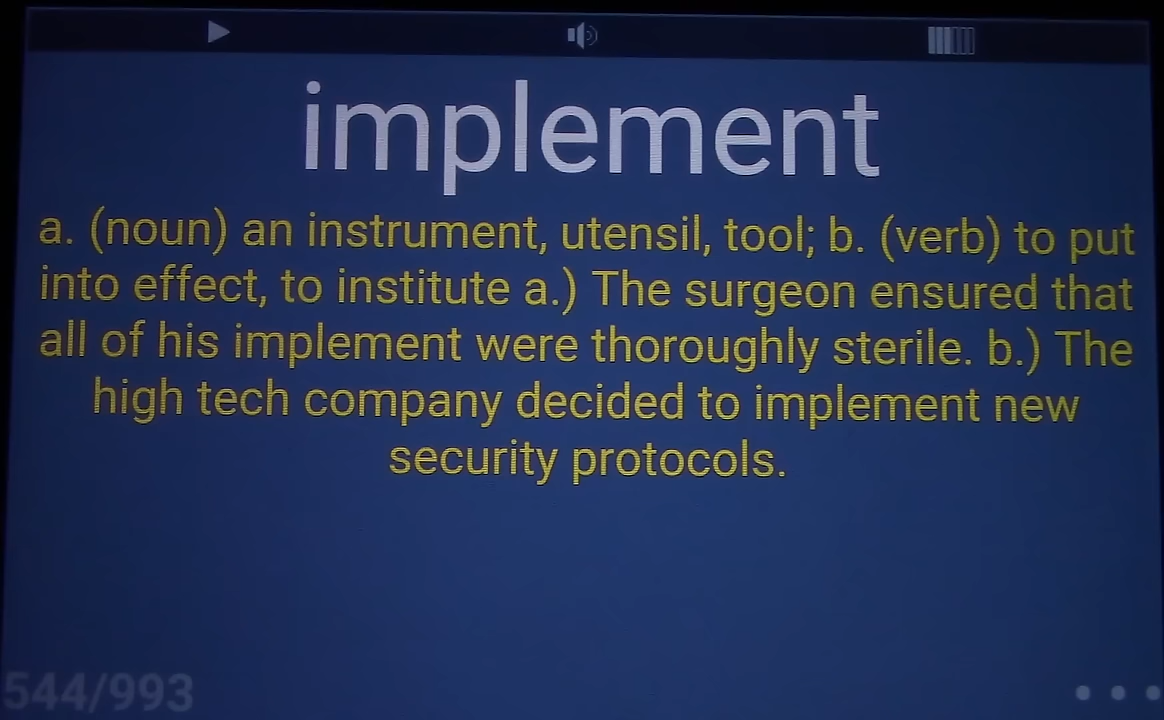 implement
a. (noun) an instrument, utensil, tool; b. (verb) to put
into effect, to institute a.) The surgeon ensured that
all of his implement were thoroughly sterile. b.) The
high tech company decided to implement new
security protocols.
544/993